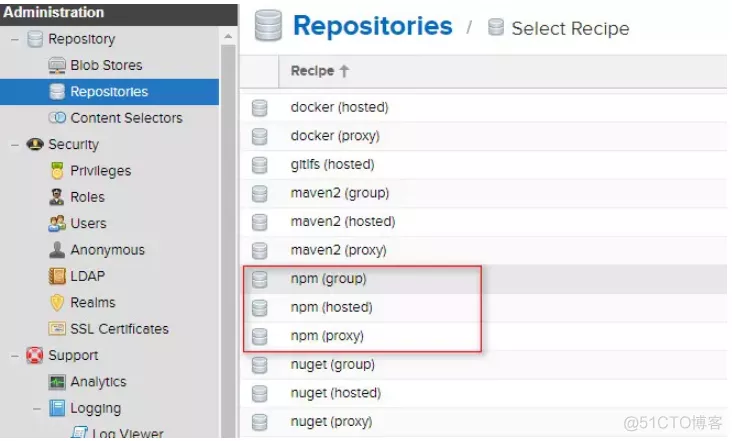 Administration
Repository
Blob Stores
Repositories
Content Selectors
Security
Privileges
Roles
Users
Anonymous
LDAP
Realms
SSL Certificates
Support
Analytics
Logging
Log Viewer
Repositories / Select Recipe
Recipe ↑
docker (hosted)
docker (proxy)
gitlfs (hosted)
maven2 (group)
maven2 (hosted)
maven2 (proxy)
npm (group)
npm (hosted)
npm (proxy)
nuget (group)
nuget (hosted)
nuget (proxy)
@51CTO博客